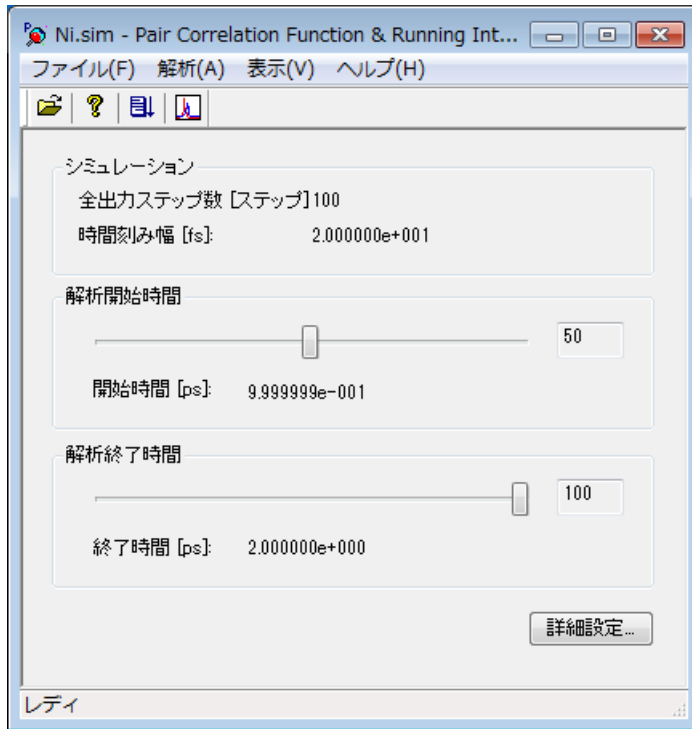 Ni.sim - Pair Correlation Function & Running Int...
ファイル(F) 解析(A) 表示(V) ヘルプ(H)
シミュレーション
全出力ステップ数 [ステップ] 100
時間刻み幅 [fs]: 2.000000e+001
解析開始時間
50
開始時間 [ps]: 9.999999e-001
解析終了時間
100
終了時間 [ps]: 2.000000e+000
詳細設定...
レディ